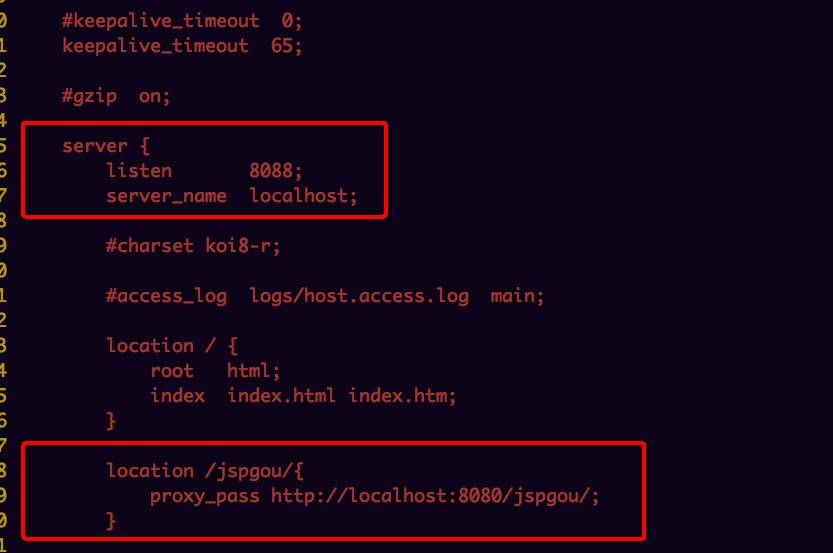 0 #keepalive_timeout  0;
1 keepalive_timeout  65;
2
3 #gzip  on;
4
5 server {
6 listen       8088;
7 server_name  localhost;
8
9 #charset koi8-r;
0
1 #access_log  logs/host.access.log  main;
2
3 location / {
4 root   html;
5 index  index.html index.htm;
6 }
7
8 location /jspgou/{
9 proxy_pass http://localhost:8080/jspgou/;
0 }
1